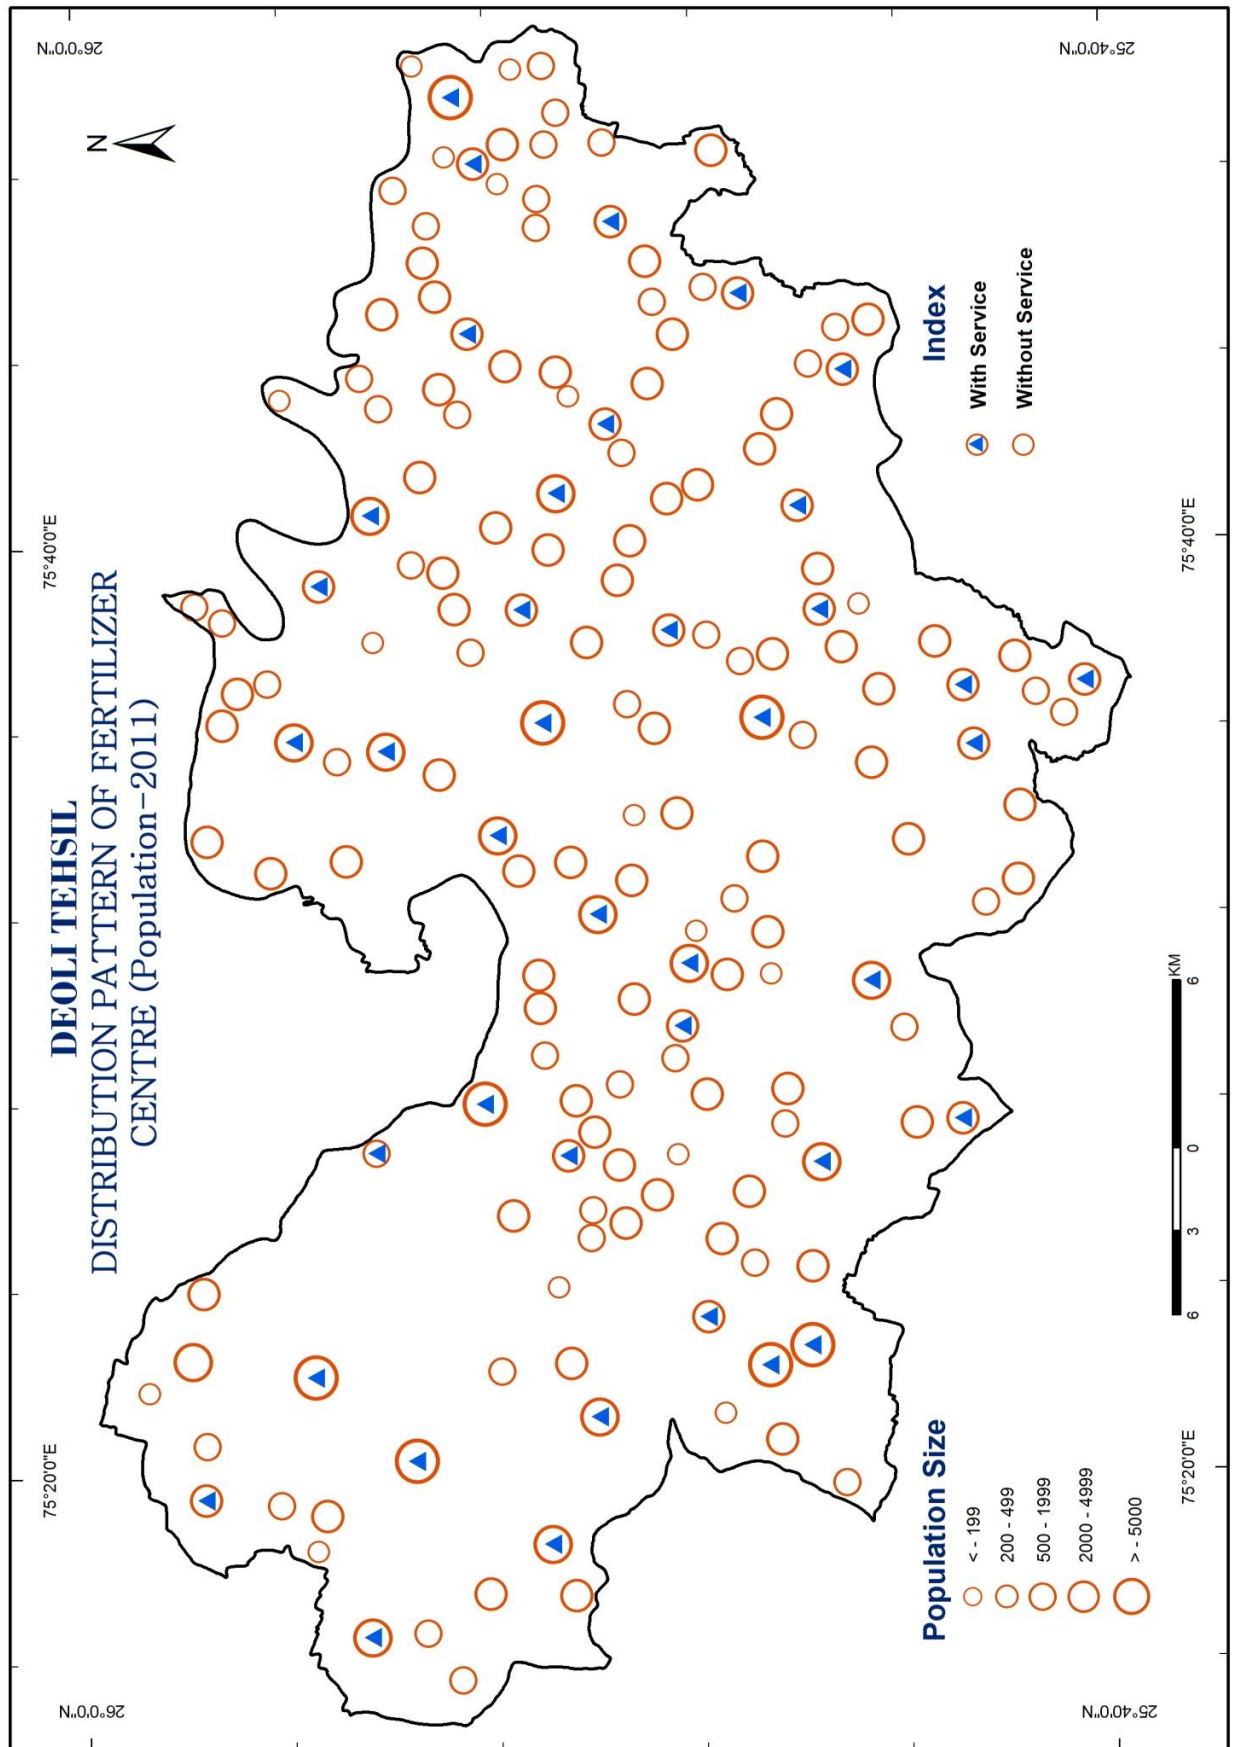 DEOLI TEHSIL
DISTRIBUTION PATTERN OF FERTILIZER
CENTRE (Population-2011)
75°20'0"E
75°40'0"E
26°0'0"N
26°0'0"N
N
Population Size
< - 199
200 - 499
500 - 1999
2000 - 4999
> - 5000
6
3
0
6
KM
Index
With Service
Without Service
25°40'0"N
25°40'0"N
75°20'0"E
75°40'0"E